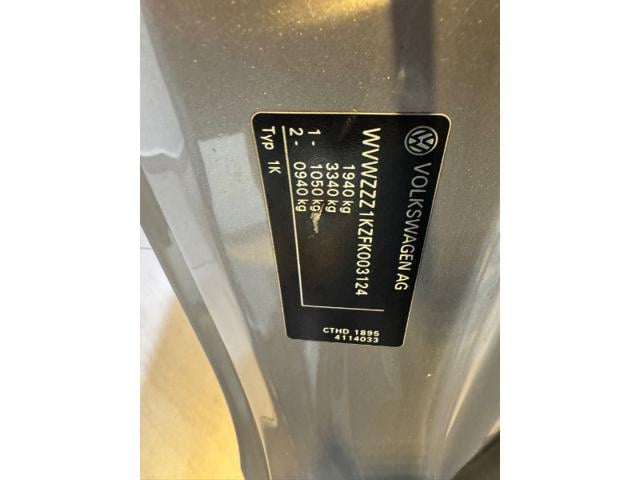 VOLKSWAGEN AG
WVWZZZ1KZFK003124
1940 kg
3340 kg
1 - 1050 kg
2 - 0940 kg
Typ 1K
CTHD 1895
4114033